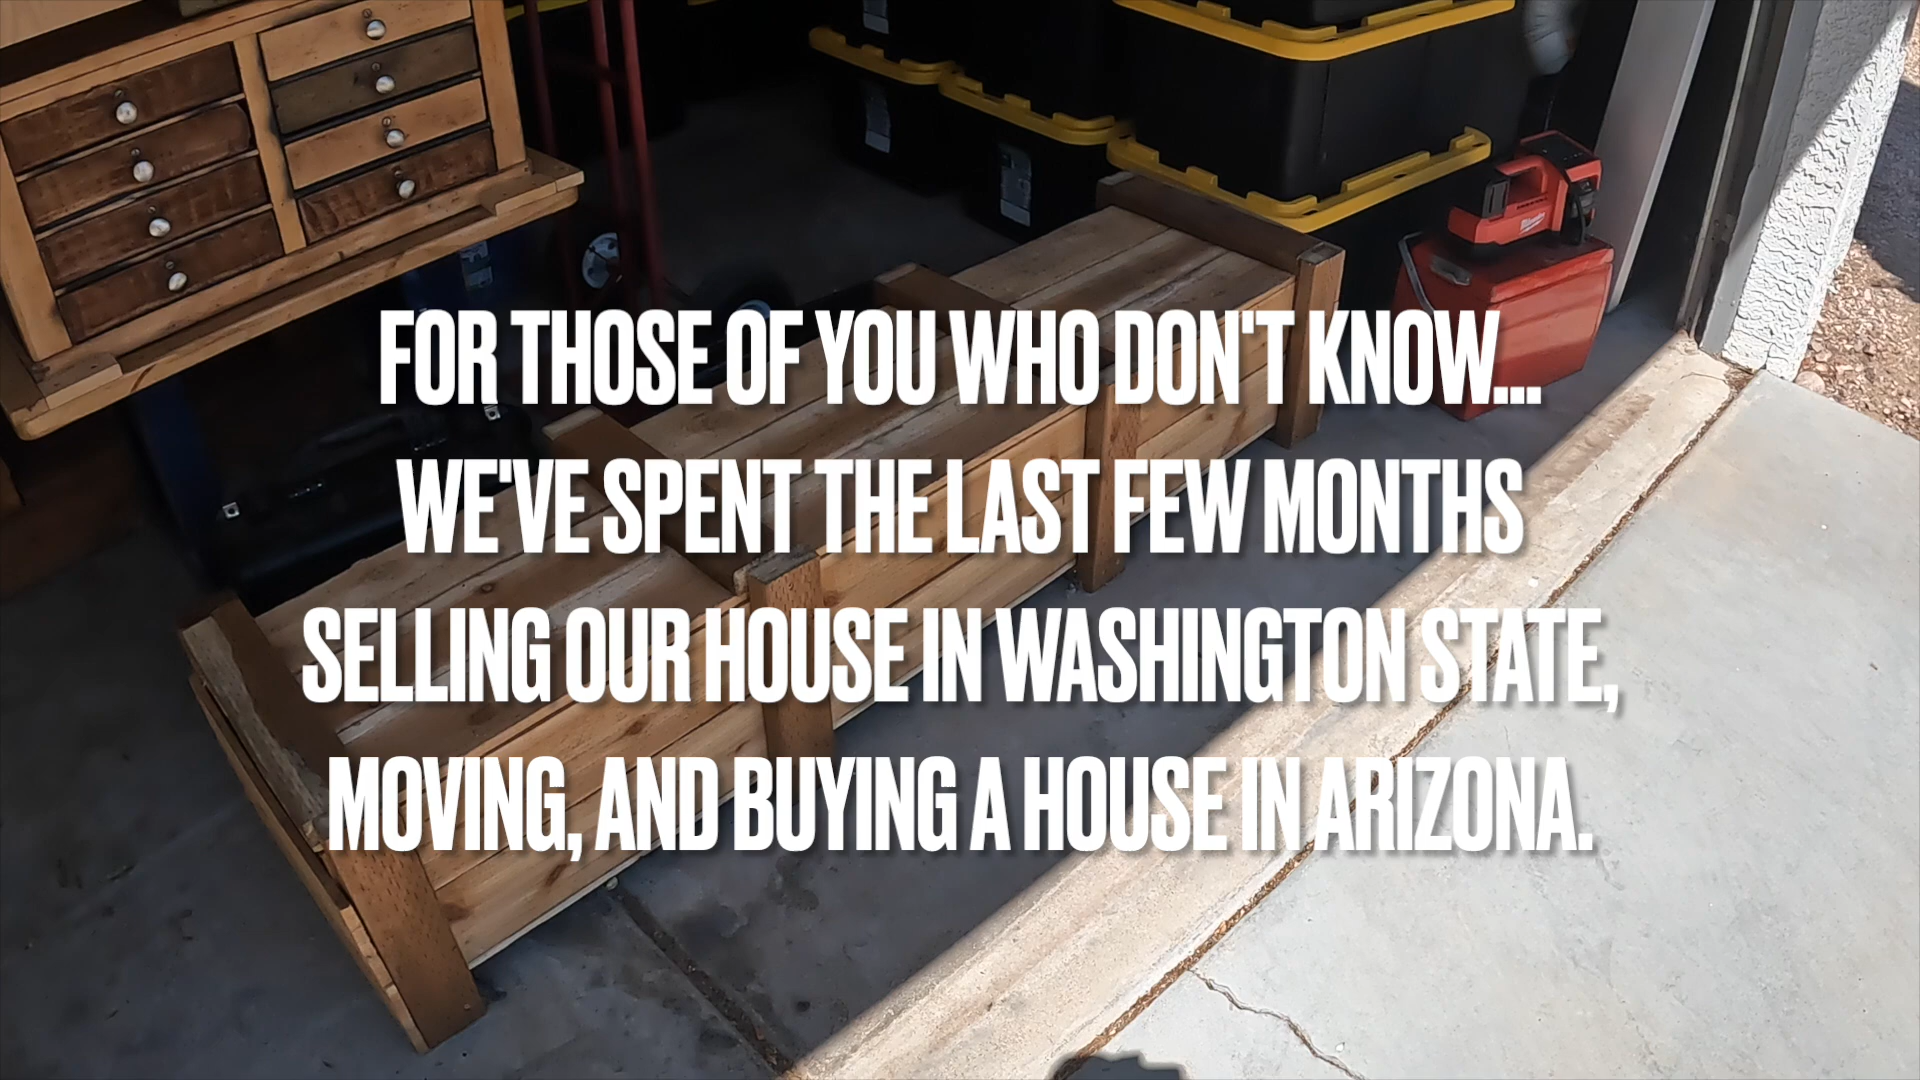 FOR THOSE OF YOU WHO DON'T KNOW...
WE'VE SPENT THE LAST FEW MONTHS
SELLING OUR HOUSE IN WASHINGTON STATE,
MOVING, AND BUYING A HOUSE IN ARIZONA.
Milwaukee